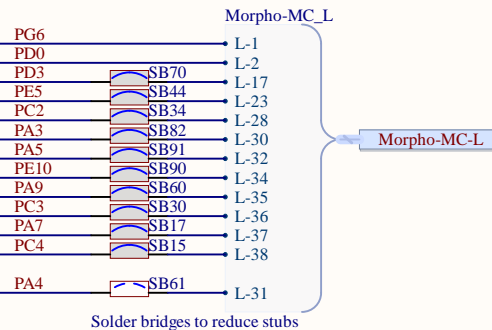 Morpho-MC_L
PG6 L-1
PD0 L-2
PD3 SB70 L-17
PE5 SB44 L-23
PC2 SB34 L-28
PA3 SB82 L-30
PA5 SB91 L-32
PE10 SB90 L-34
PA9 SB60 L-35
PC3 SB30 L-36
PA7 SB17 L-37
PC4 SB15 L-38
PA4 SB61 L-31
Morpho-MC-L
Solder bridges to reduce stubs